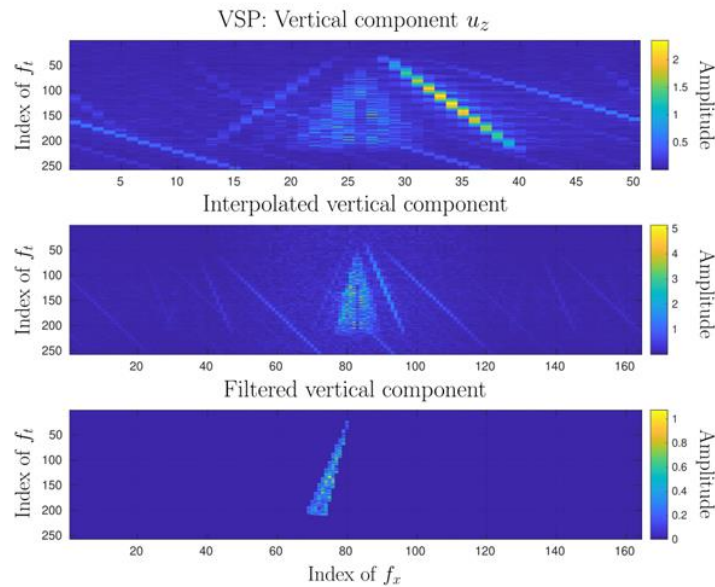 VSP: Vertical component u_z
Index of f_t
50
100
150
200
250
5 10 15 20 25 30 35 40 45 50
2
1.5
1
0.5
Amplitude
Interpolated vertical component
Index of f_t
50
100
150
200
250
20 40 60 80 100 120 140 160
5
4
3
2
1
Amplitude
Filtered vertical component
Index of f_t
50
100
150
200
250
20 40 60 80 100 120 140 160
1
0.8
0.6
0.4
0.2
0
Amplitude
Index of f_x